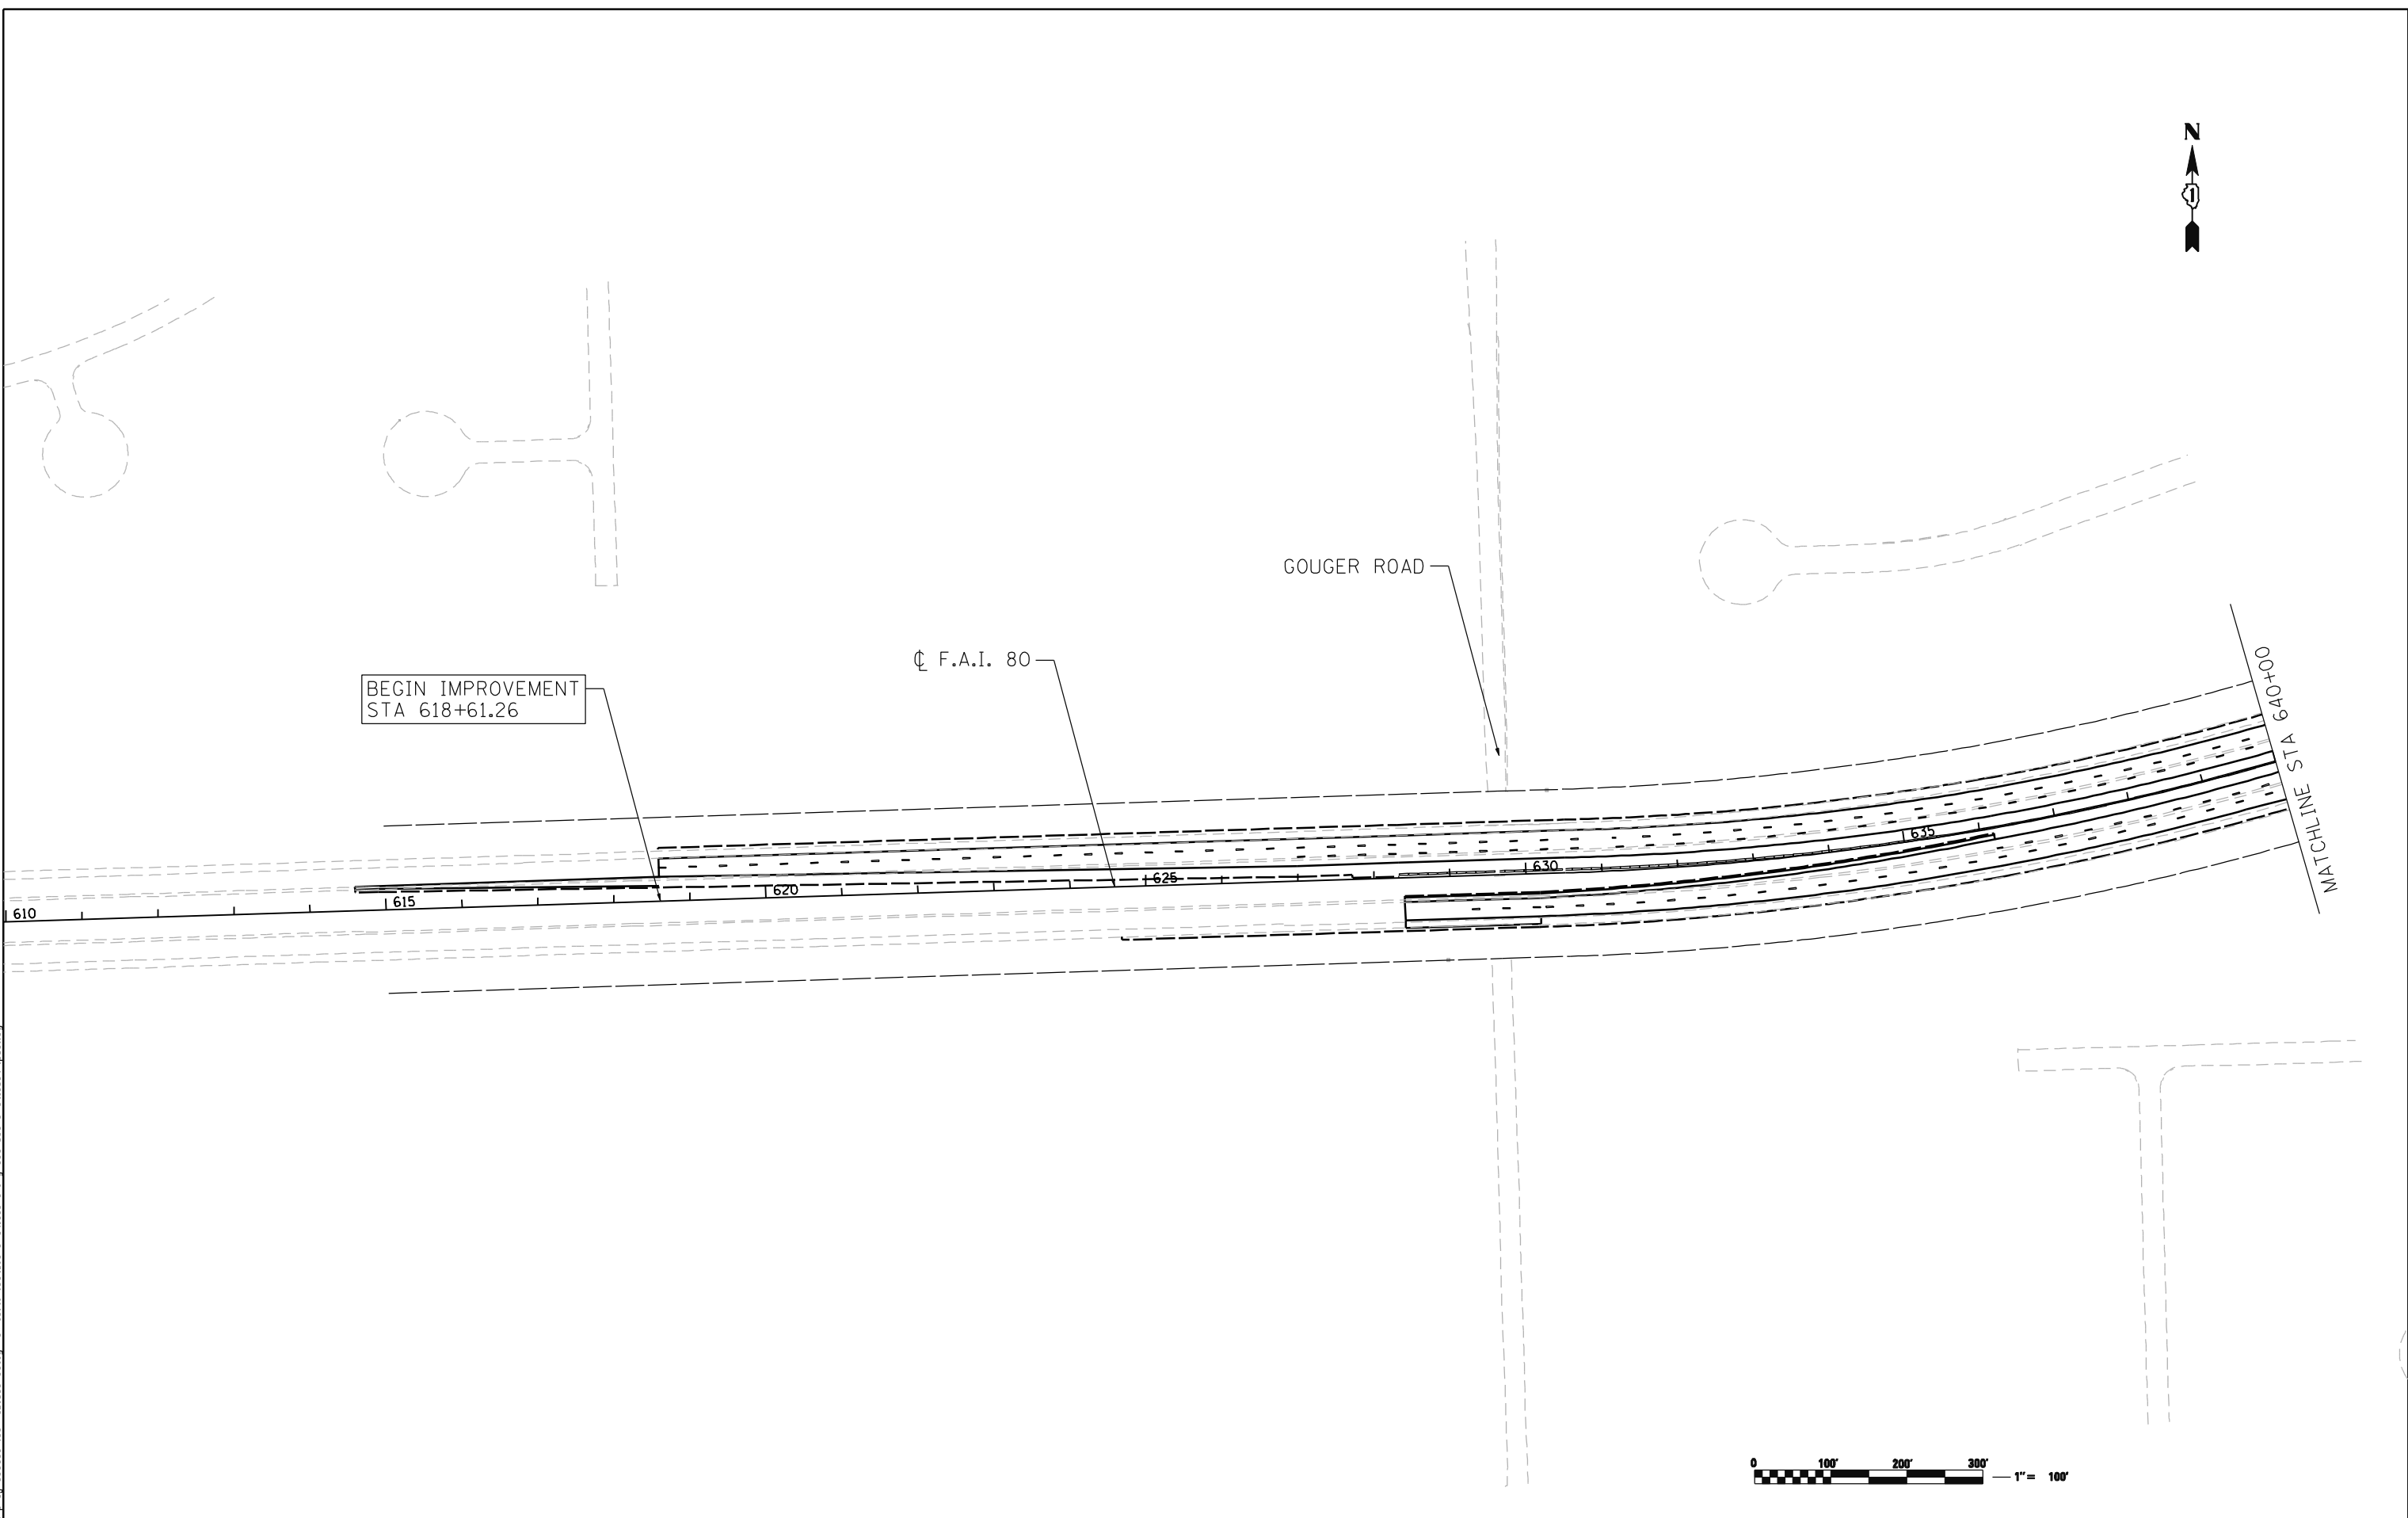 N
1
GOUGER ROAD
℄ F.A.I. 80
BEGIN IMPROVEMENT
STA 618+61.26
MATCHLINE STA 640+00
610
615
620
625
630
635
0 100' 200' 300'
1"= 100'